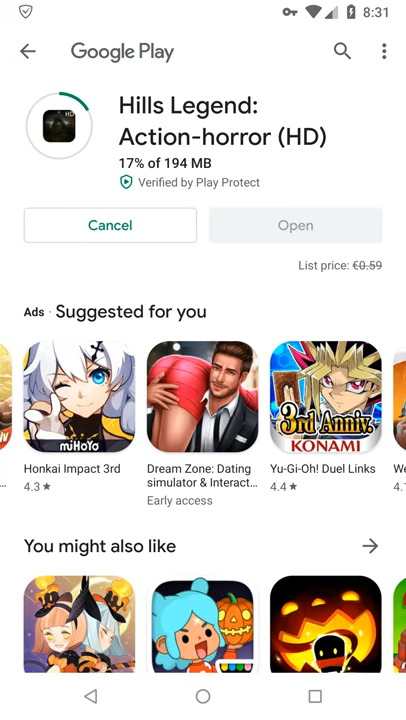 8:31
Google Play
HD
Hills Legend:
Action-horror (HD)
17% of 194 MB
Verified by Play Protect
Cancel
Open
List price: €0.59
Ads · Suggested for you
miHoYo
3rd Anniv.
KONAMI
Honkai Impact 3rd
4.3 ★
Dream Zone: Dating
simulator & Interact...
Early access
Yu-Gi-Oh! Duel Links
4.4 ★
We
4.
You might also like